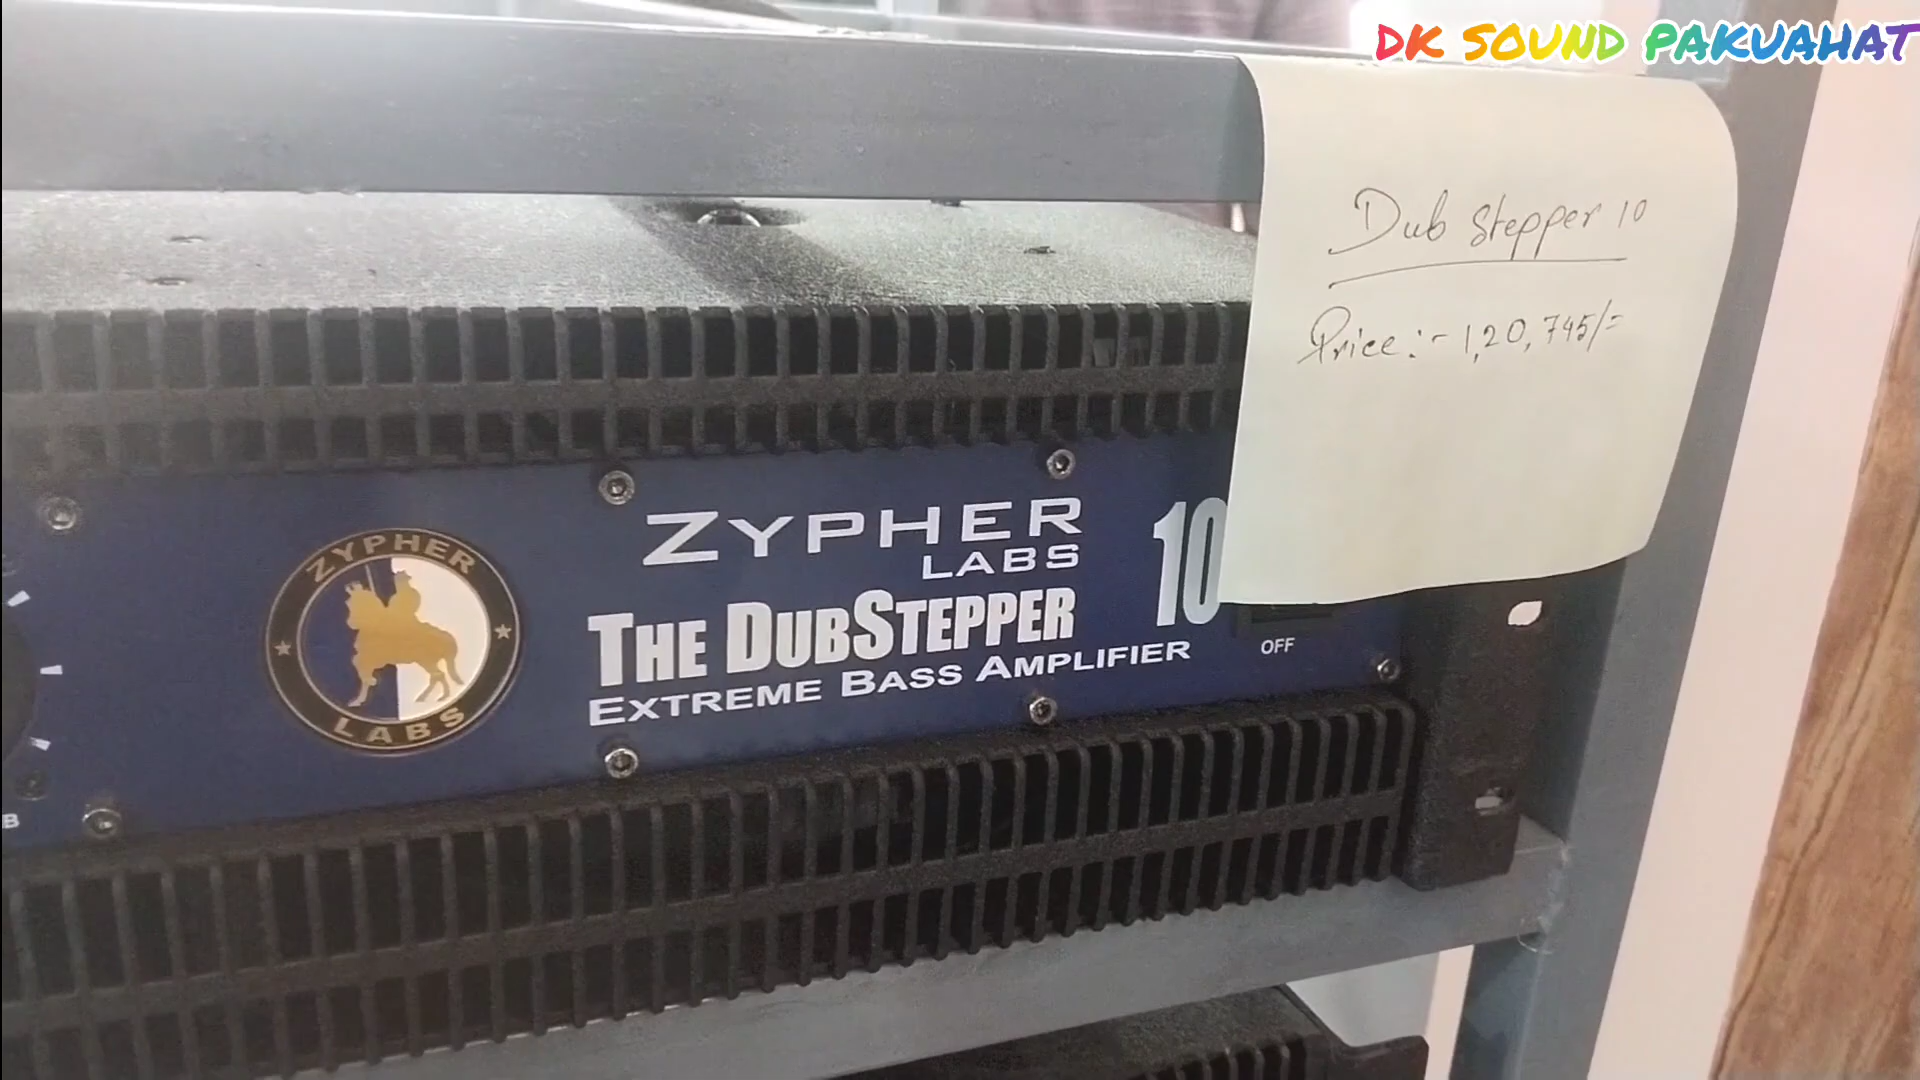 DK SOUND PAKUAHAT
Dub Stepper 10
Price :- 1,20,745/=
ZYPHER
LABS
ZYPHER
LABS
10
THE DUBSTEPPER
EXTREME BASS AMPLIFIER
OFF
B